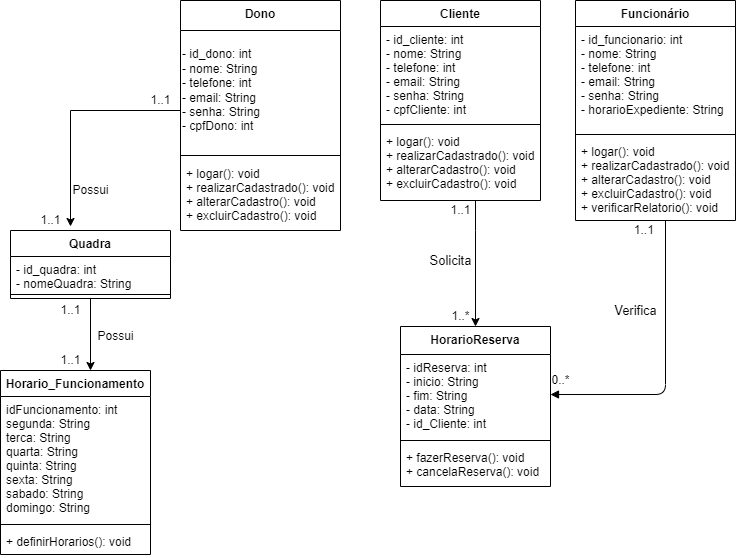 Dono
- id_dono: int
- nome: String
- telefone: int
- email: String
- senha: String
- cpfDono: int
+ logar(): void
+ realizarCadastrado(): void
+ alterarCadastro(): void
+ excluirCadastro(): void
Cliente
- id_cliente: int
- nome: String
- telefone: int
- email: String
- senha: String
- cpfCliente: int
+ logar(): void
+ realizarCadastrado(): void
+ alterarCadastro(): void
+ excluirCadastro(): void
Funcionário
- id_funcionario: int
- nome: String
- telefone: int
- email: String
- senha: String
- horarioExpediente: String
+ logar(): void
+ realizarCadastrado(): void
+ alterarCadastro(): void
+ excluirCadastro(): void
+ verificarRelatorio(): void
1..1
Possui
1..1
Quadra
- id_quadra: int
- nomeQuadra: String
1..1
Possui
1..1
Horario_Funcionamento
idFuncionamento: int
segunda: String
terca: String
quarta: String
quinta: String
sexta: String
sabado: String
domingo: String
+ definirHorarios(): void
1..1
Solicita
1..*
HorarioReserva
- idReserva: int
- inicio: String
- fim: String
- data: String
- id_Cliente: int
+ fazerReserva(): void
+ cancelaReserva(): void
1..1
Verifica
0..*